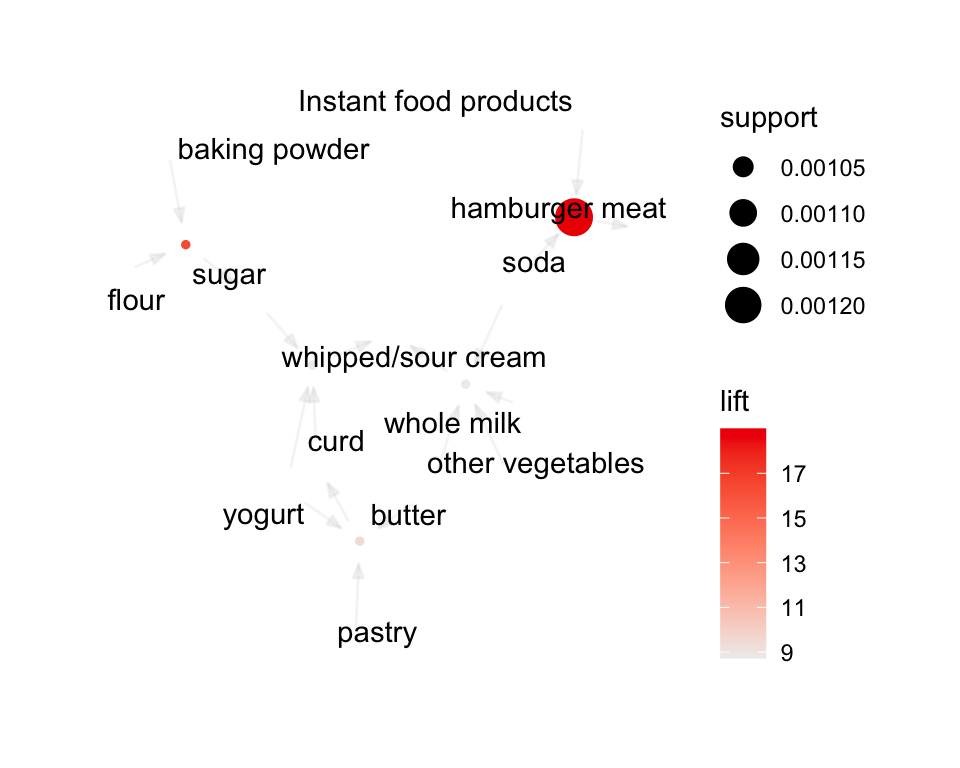 Instant food products
baking powder
hamburger meat
soda
sugar
flour
whipped/sour cream
whole milk
curd
other vegetables
yogurt
butter
pastry
support
0.00105
0.00110
0.00115
0.00120
lift
17
15
13
11
9